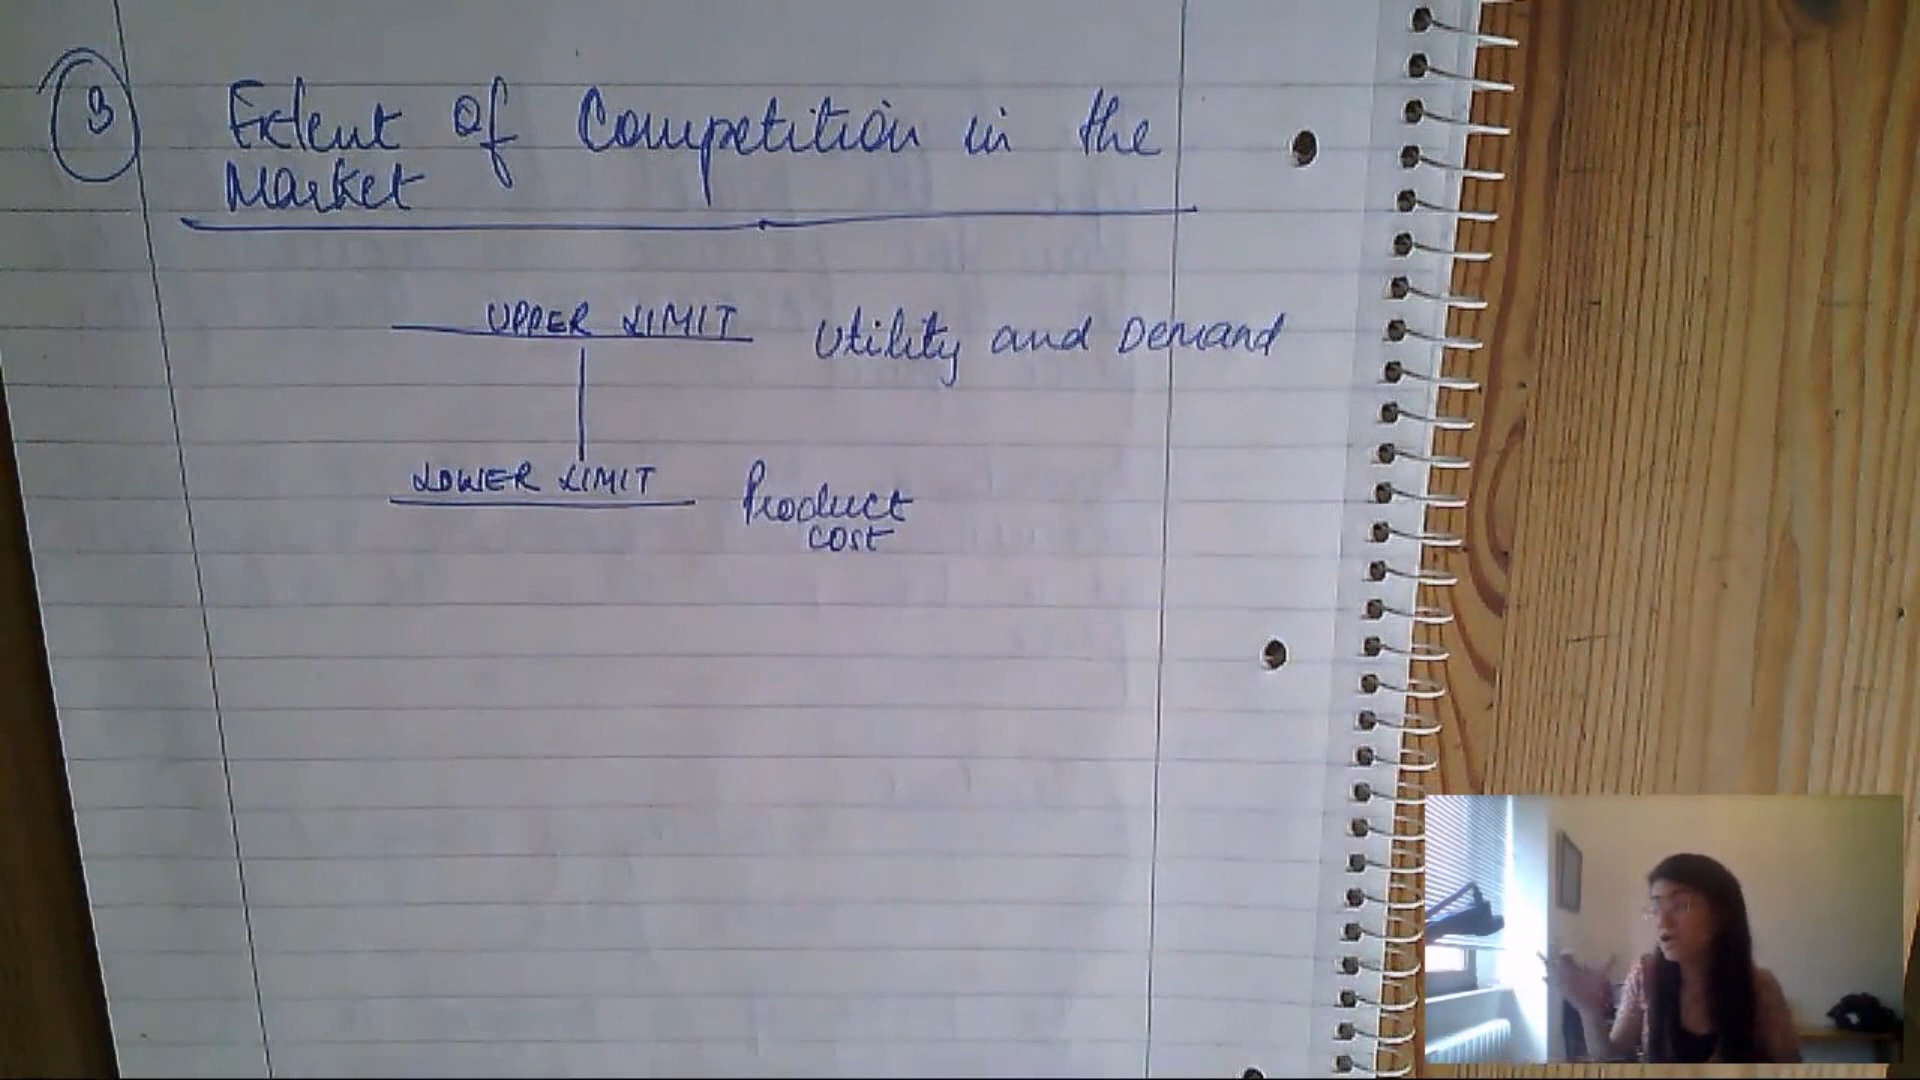 3 Extent Of Competition in the
Market
UPPER LIMIT Utility and Demand
LOWER LIMIT Product
cost